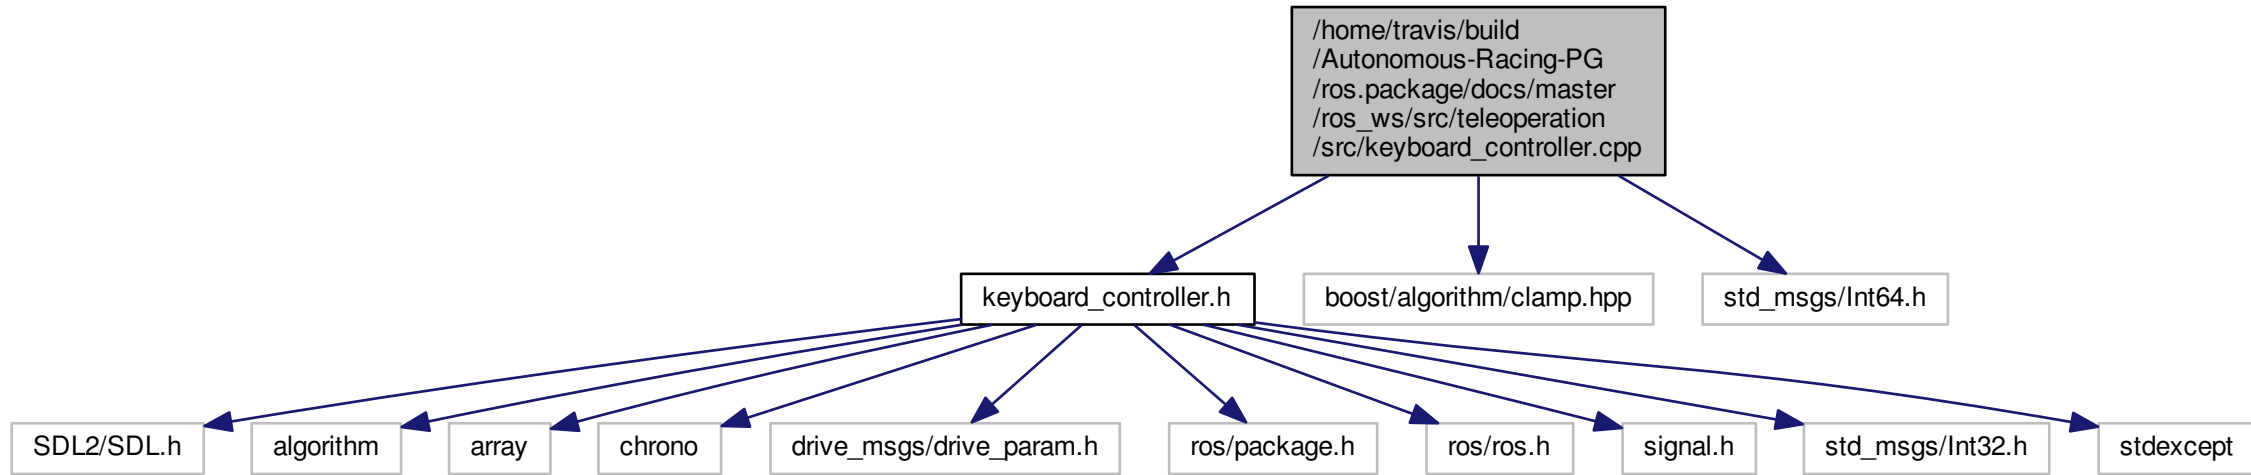 /home/travis/build
/Autonomous-Racing-PG
/ros.package/docs/master
/ros_ws/src/teleoperation
/src/keyboard_controller.cpp
keyboard_controller.h
boost/algorithm/clamp.hpp
std_msgs/Int64.h
SDL2/SDL.h
algorithm
array
chrono
drive_msgs/drive_param.h
ros/package.h
ros/ros.h
signal.h
std_msgs/Int32.h
stdexcept